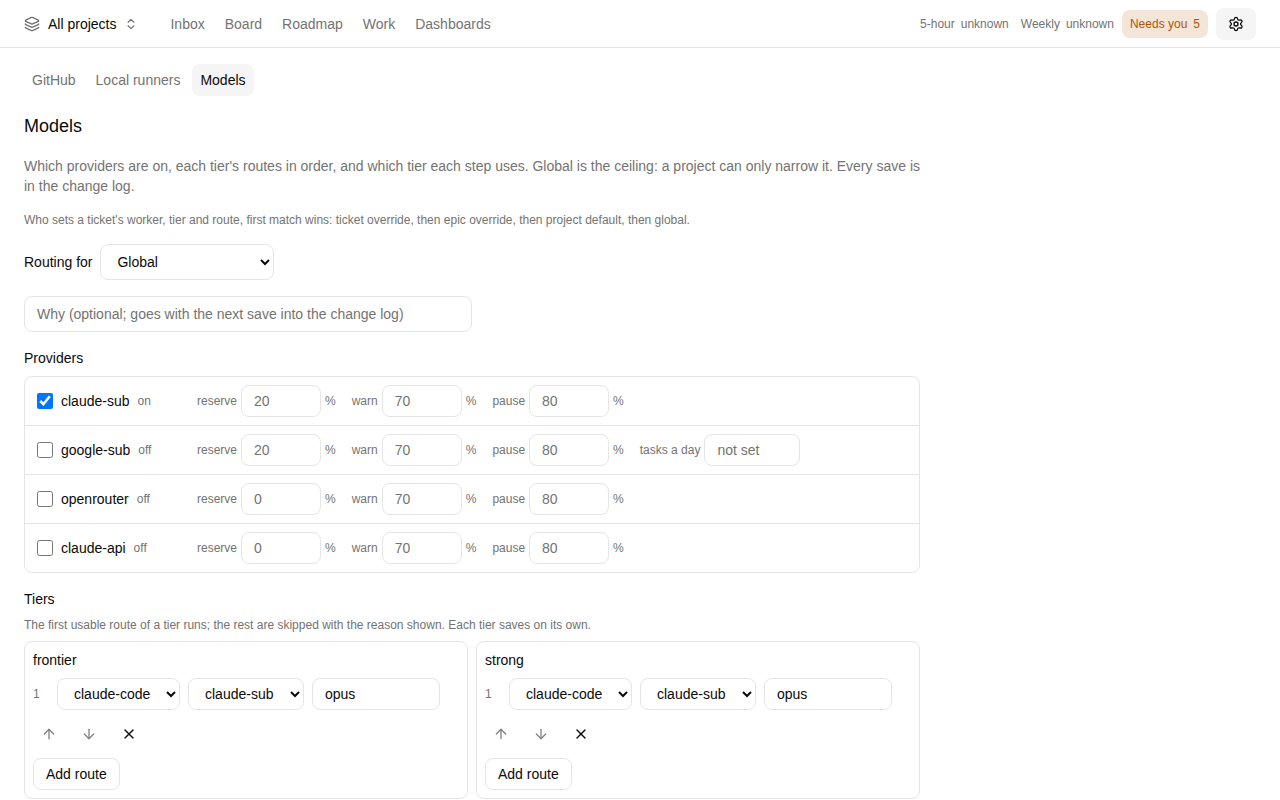 All projects Inbox Board Roadmap Work Dashboards 5-hour unknown Weekly unknown Needs you 5
GitHub Local runners Models
Models
Which providers are on, each tier's routes in order, and which tier each step uses. Global is the ceiling: a project can only narrow it. Every save is
in the change log.
Who sets a ticket's worker, tier and route, first match wins: ticket override, then epic override, then project default, then global.
Routing for Global
Why (optional; goes with the next save into the change log)
Providers
claude-sub on reserve 20 % warn 70 % pause 80 %
google-sub off reserve 20 % warn 70 % pause 80 % tasks a day not set
openrouter off reserve 0 % warn 70 % pause 80 %
claude-api off reserve 0 % warn 70 % pause 80 %
Tiers
The first usable route of a tier runs; the rest are skipped with the reason shown. Each tier saves on its own.
frontier
1 claude-code claude-sub opus
Add route
strong
1 claude-code claude-sub opus
Add route